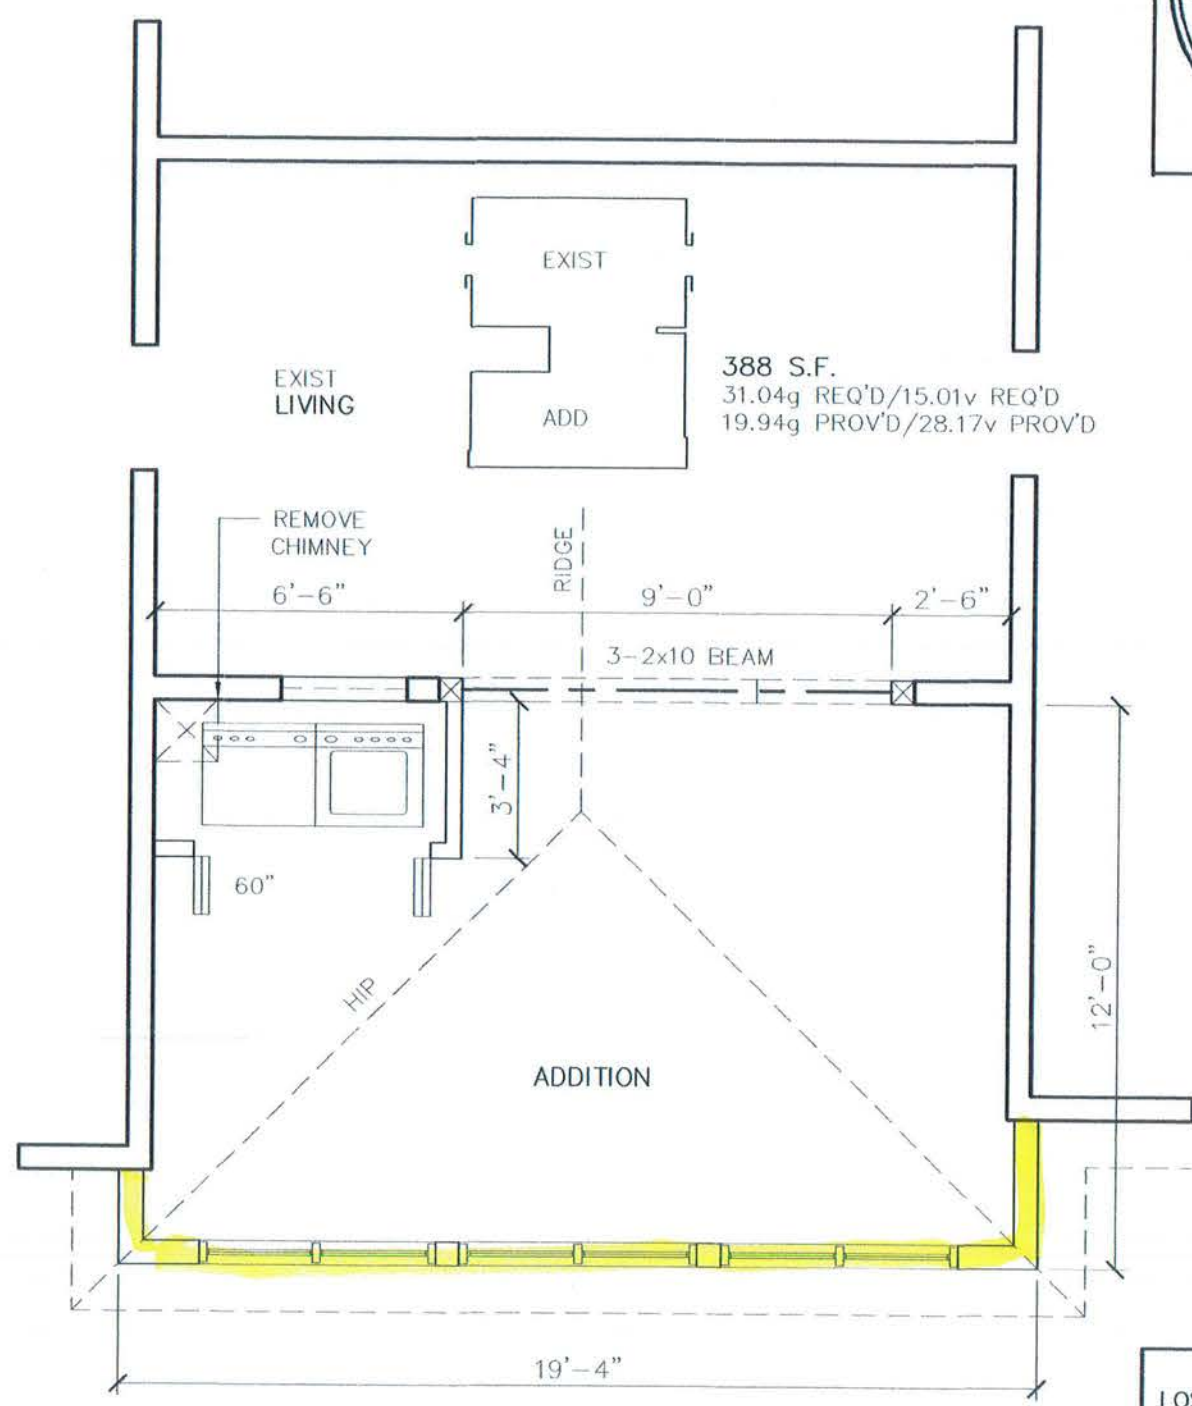 EXIST
EXIST
LIVING
ADD
388 S.F.
31.04g REQ'D/15.01v REQ'D
19.94g PROV'D/28.17v PROV'D
REMOVE
CHIMNEY
RIDGE
6'-6"
9'-0"
2'-6"
3-2x10 BEAM
3'-4"
60"
HIP
12'-0"
ADDITION
19'-4"